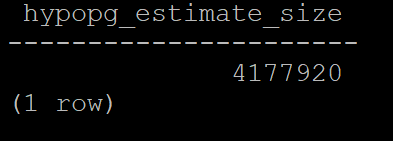 hypopg_estimate_size
----------------------
4177920
(1 row)